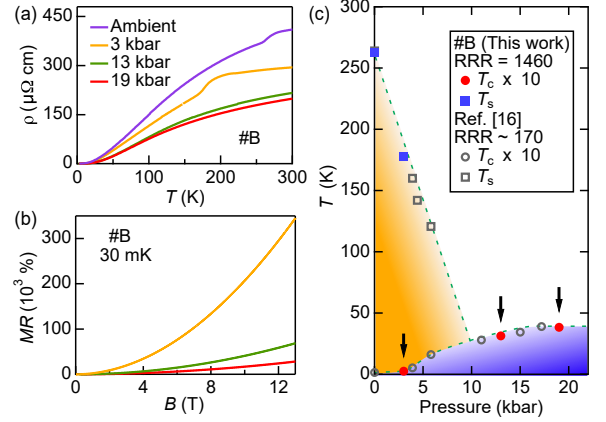 (a)
450
300
150
0
ρ (μΩ cm)
Ambient
3 kbar
13 kbar
19 kbar
#B
0
100
200
300
T (K)
(b)
#B
30 mK
300
200
100
0
MR (10³ %)
0
4
8
12
B (T)
(c)
300
250
200
150
100
50
0
T (K)
#B (This work)
RRR = 1460
Tc x 10
Ts
Ref. [16]
RRR ~ 170
Tc x 10
Ts
0
5
10
15
20
Pressure (kbar)